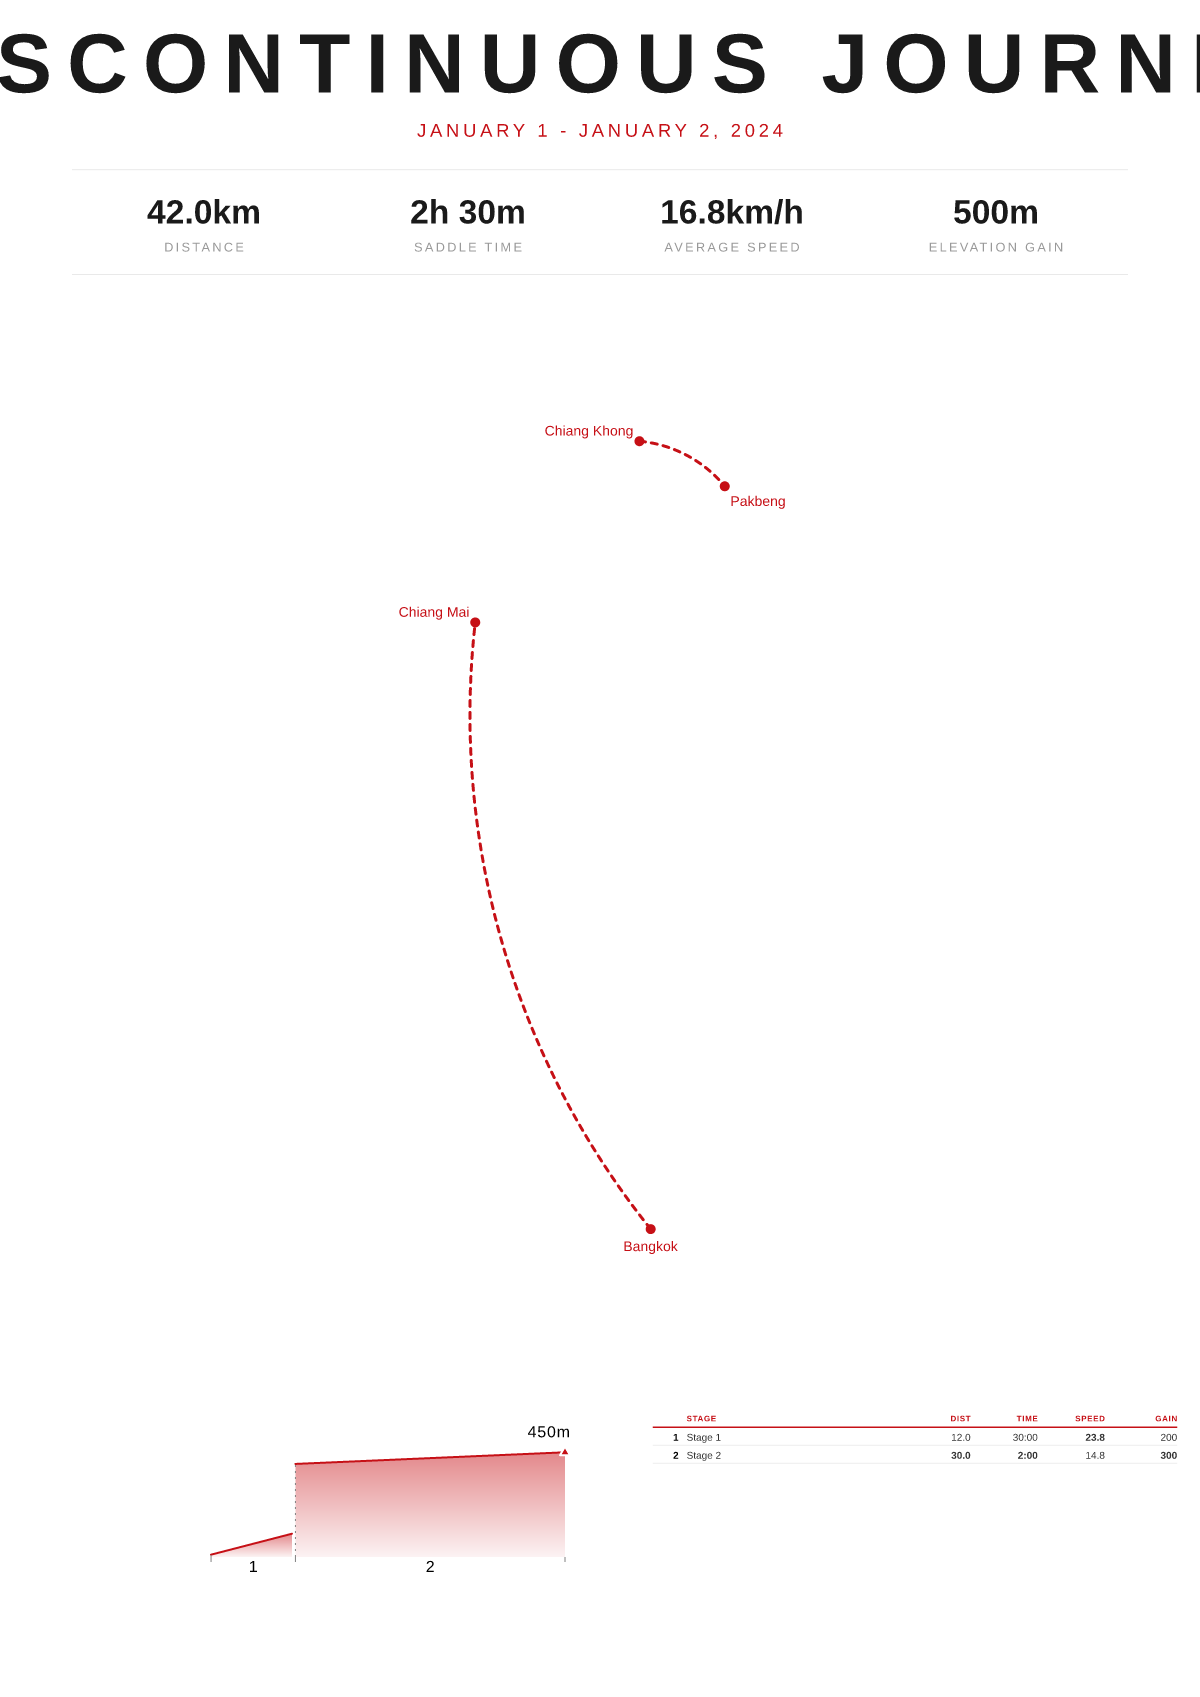 SCONTINUOUS JOURN
JANUARY 1 - JANUARY 2, 2024
42.0km 2h 30m 16.8km/h 500m
DISTANCE SADDLE TIME AVERAGE SPEED ELEVATION GAIN
Chiang Khong
Pakbeng
Chiang Mai
Bangkok
450m
1 2
STAGE DIST TIME SPEED GAIN
1 Stage 1 12.0 30:00 23.8 200
2 Stage 2 30.0 2:00 14.8 300